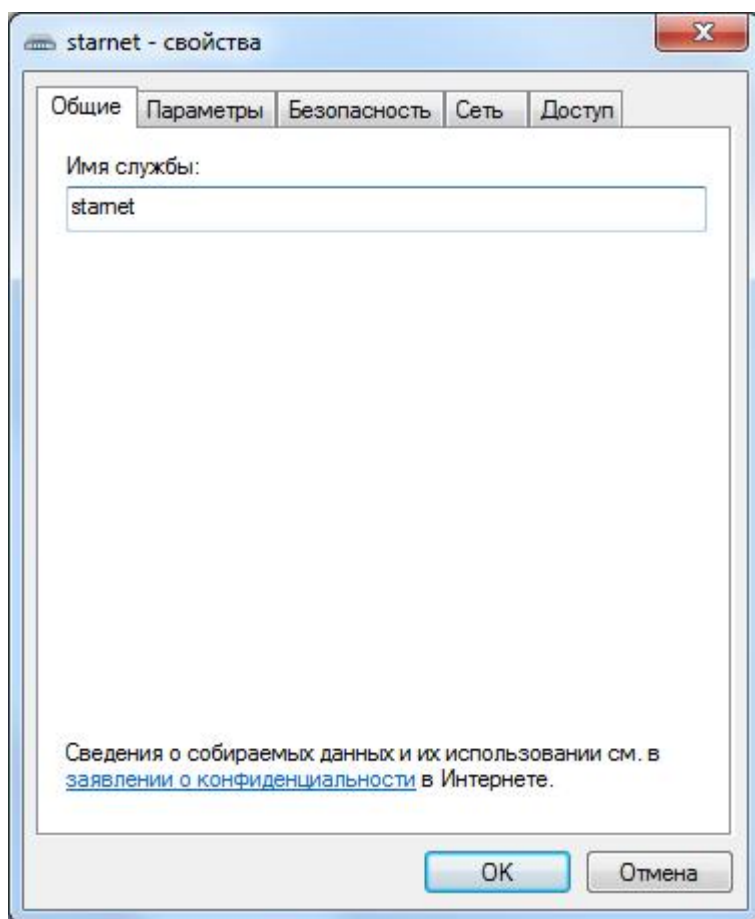 starnet - свойства
Общие Параметры Безопасность Сеть Доступ
Имя службы:
starnet
Сведения о собираемых данных и их использовании см. в
заявлении о конфиденциальности в Интернете.
OK Отмена